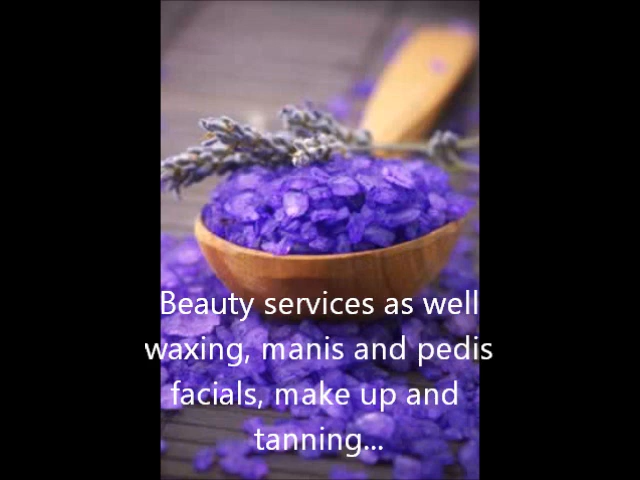 Beauty services as well
waxing, manis and pedis
facials, make up and
tanning...